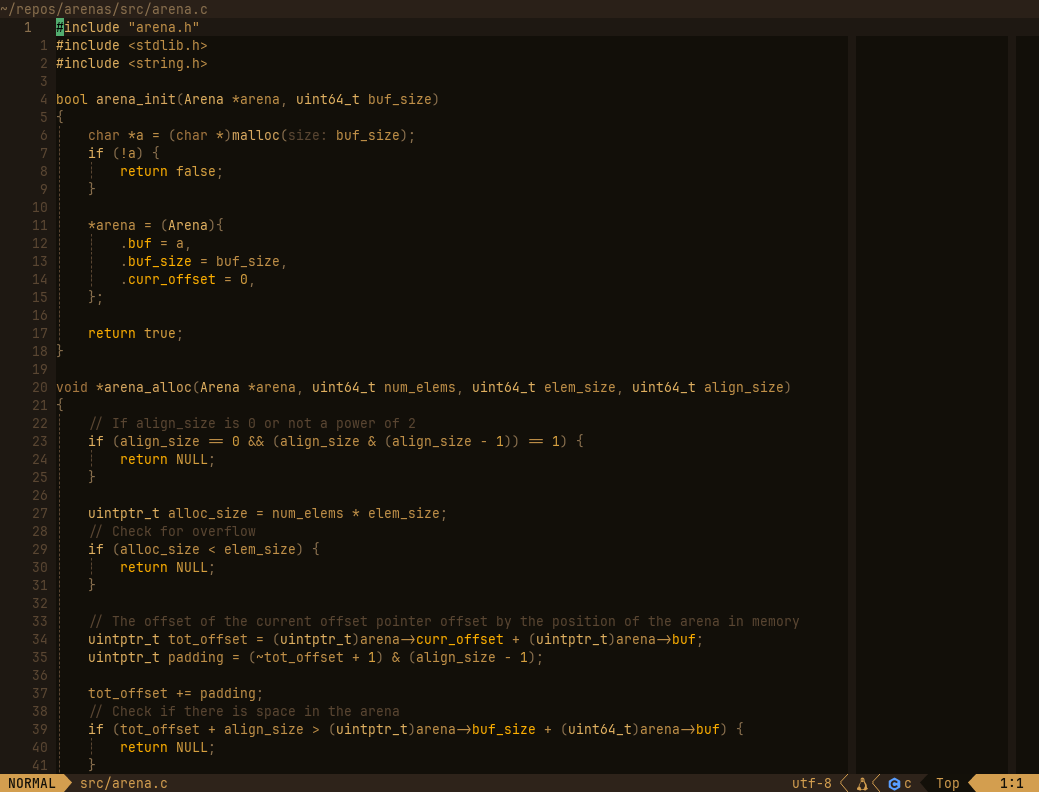 ~/repos/arenas/src/arena.c
1 #include "arena.h"
1 #include <stdlib.h>
2 #include <string.h>
3
4 bool arena_init(Arena *arena, uint64_t buf_size)
5 {
6 char *a = (char *)malloc(size: buf_size);
7 if (!a) {
8 return false;
9 }
10
11 *arena = (Arena){
12 .buf = a,
13 .buf_size = buf_size,
14 .curr_offset = 0,
15 };
16
17 return true;
18 }
19
20 void *arena_alloc(Arena *arena, uint64_t num_elems, uint64_t elem_size, uint64_t align_size)
21 {
22 // If align_size is 0 or not a power of 2
23 if (align_size == 0 && (align_size & (align_size - 1)) == 1) {
24 return NULL;
25 }
26
27 uintptr_t alloc_size = num_elems * elem_size;
28 // Check for overflow
29 if (alloc_size < elem_size) {
30 return NULL;
31 }
32
33 // The offset of the current offset pointer offset by the position of the arena in memory
34 uintptr_t tot_offset = (uintptr_t)arena->curr_offset + (uintptr_t)arena->buf;
35 uintptr_t padding = (~tot_offset + 1) & (align_size - 1);
36
37 tot_offset += padding;
38 // Check if there is space in the arena
39 if (tot_offset + align_size > (uintptr_t)arena->buf_size + (uint64_t)arena->buf) {
40 return NULL;
41 }
NORMAL src/arena.c utf-8 c Top 1:1